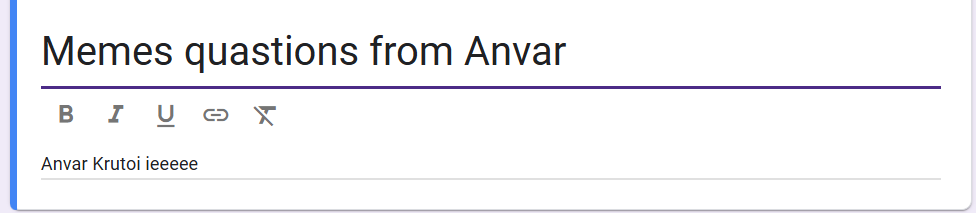 Memes quastions from Anvar
B I U
Anvar Krutoi ieeeee